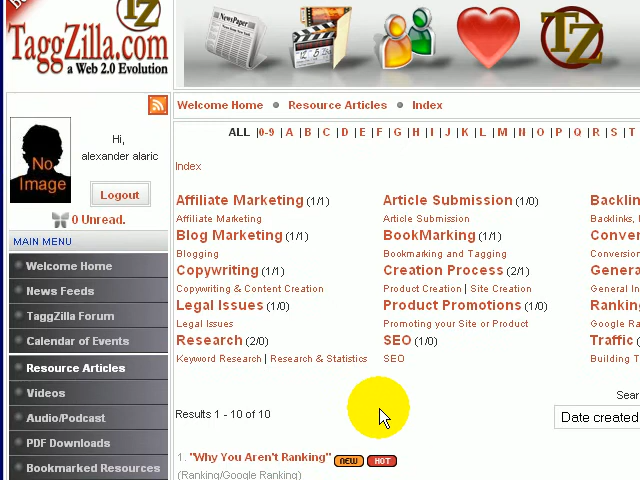 TZ
TaggZilla.com
a Web 2.0 Evolution
NewsPaper
TZ
Welcome Home Resource Articles Index
Hi,
alexander alaric
No
Image
Logout
0 Unread.
MAIN MENU
Welcome Home
News Feeds
TaggZilla Forum
Calendar of Events
Resource Articles
Videos
Audio/Podcast
PDF Downloads
Bookmarked Resources
ALL |0-9 | A | B | C | D | E | F | G | H | I | J | K | L | M | N | O | P | Q | R | S | T
Index
Affiliate Marketing (1/1) Article Submission (1/0)
Affiliate Marketing Article Submission Backlinks,
Blog Marketing (1/1) BookMarking (1/1)
Blogging Bookmarking and Tagging
Copywriting (1/1) Creation Process (2/1)
Copywriting & Content Creation Product Creation | Site Creation
Legal Issues (1/0) Product Promotions (1/0)
Legal Issues Promoting your Site or Product
Research (2/0) SEO (1/0) Traffic
Keyword Research | Research & Statistics SEO
Results 1 - 10 of 10
Date created
1. "Why You Aren't Ranking" NEW HOT
(Ranking/Google Ranking)